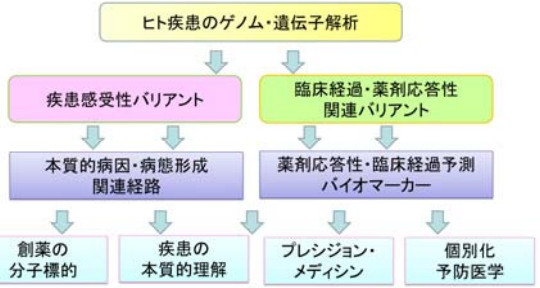 ヒト疾患のゲノム・遺伝子解析
疾患感受性バリアント
臨床経過・薬剤応答性
関連バリアント
本質的病因・病態形成
関連経路
薬剤応答性・臨床経過予測
バイオマーカー
創薬の
分子標的
疾患の
本質的理解
プレシジョン・
メディシン
個別化
予防医学